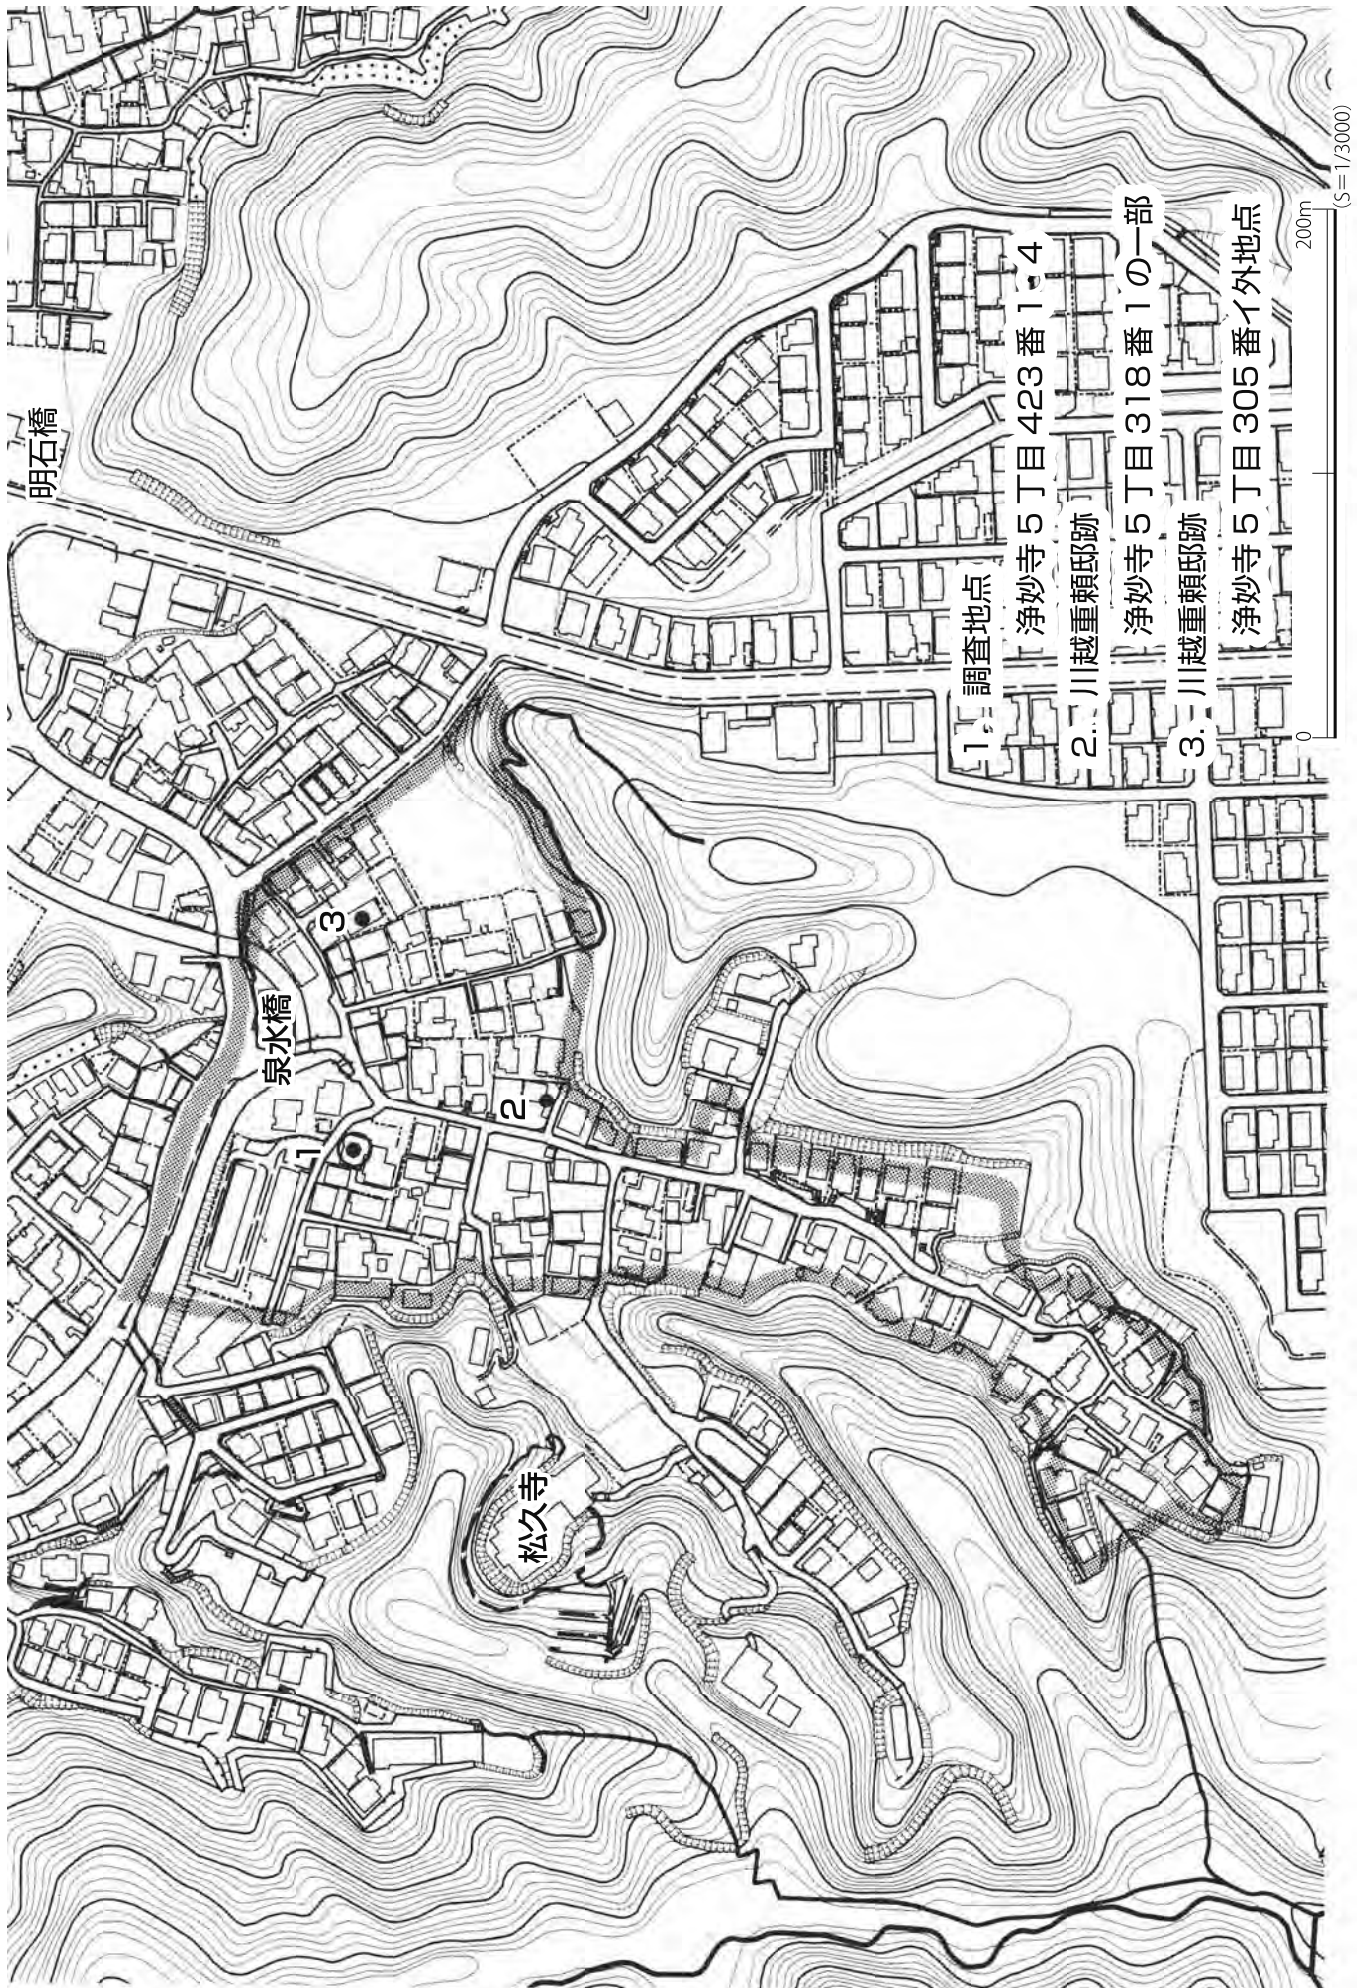 明石橋
泉水橋
松久寺
1
2
3
1. 調査地点
浄妙寺5丁目423番1・4
2. 川越重頼邸跡
浄妙寺5丁目318番1の一部
3. 川越重頼邸跡
浄妙寺5丁目305番イ外地点
0 200m
(S=1/3000)